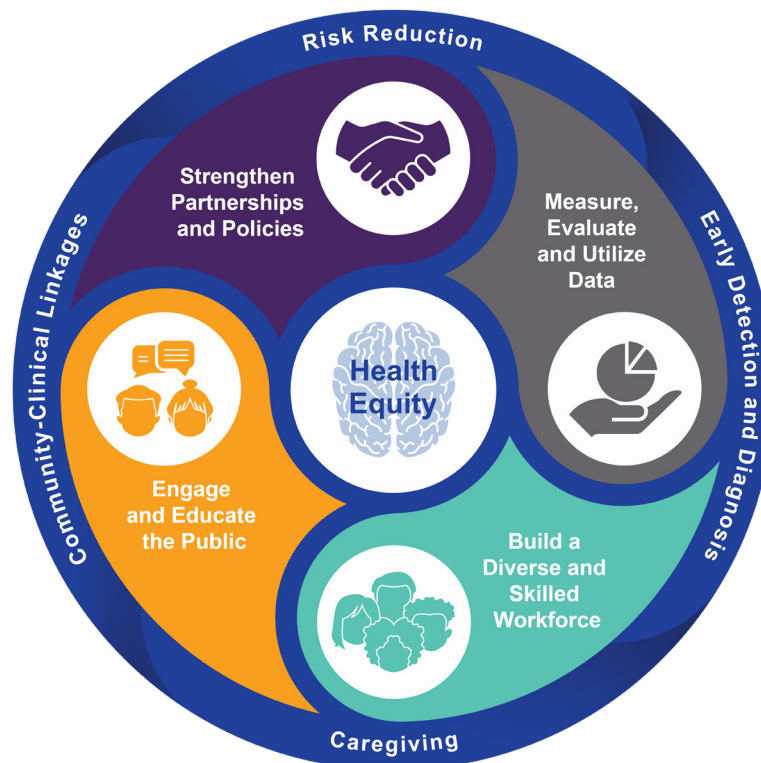 Risk Reduction
Strengthen
Partnerships
and Policies
Measure,
Evaluate
and Utilize
Data
Early Detection and Diagnosis
Community-Clinical Linkages
Health
Equity
Engage
and Educate
the Public
Build a
Diverse and
Skilled
Workforce
Caregiving